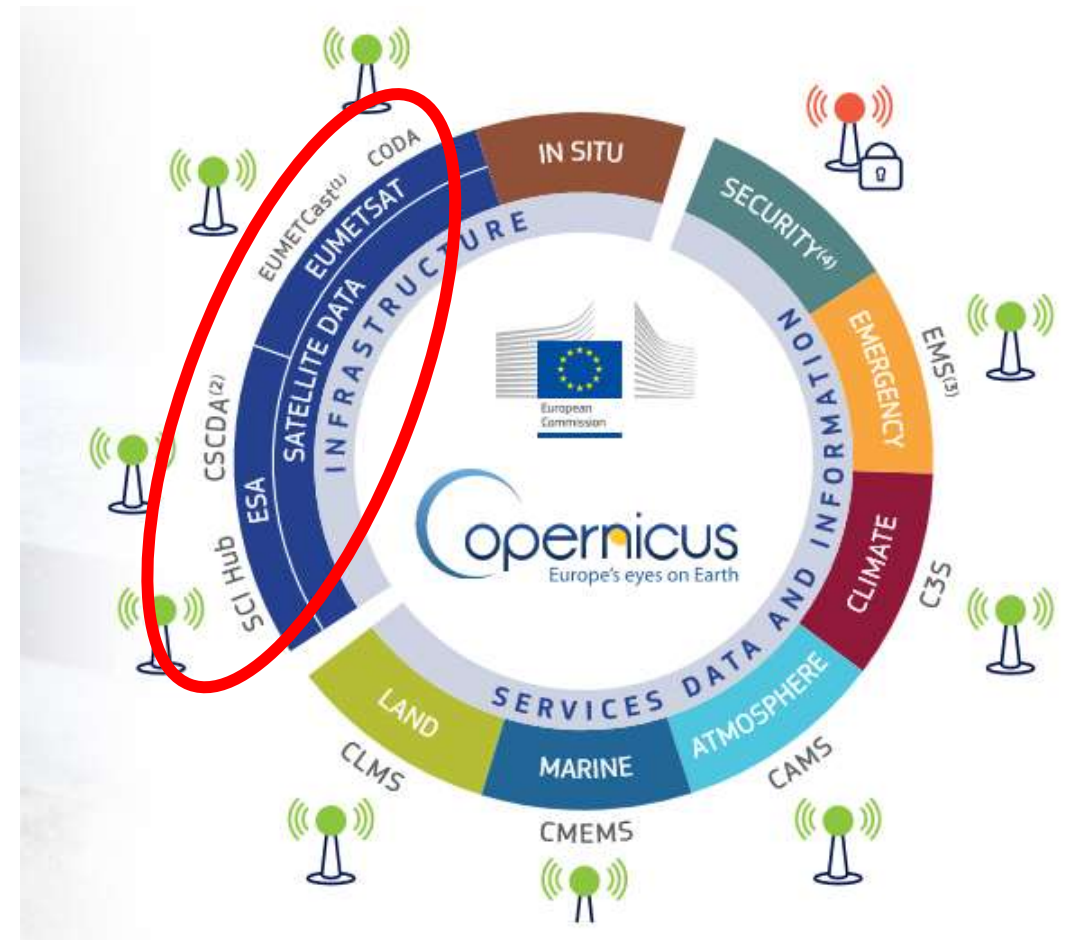 CODA
EUMETCast(1)
EUMETSAT
SATELLITE DATA
CSCDA(2)
ESA
SCI Hub
INFRASTRUCTURE
IN SITU
SECURITY(4)
EMERGENCY
EMS(3)
CLIMATE
C3S
ATMOSPHERE
CAMS
MARINE
CMEMS
LAND
CLMS
SERVICES DATA AND INFORMATION
European
Commission
opernicus
Europe's eyes on Earth